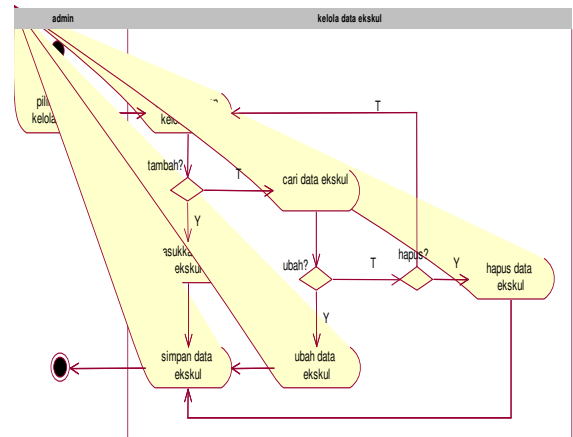 admin
kelola data ekskul
T
tambah?
T
cari data ekskul
Y
ekskul
ubah?
T
hapus?
Y
hapus data
ekskul
Y
simpan data
ekskul
ubah data
ekskul